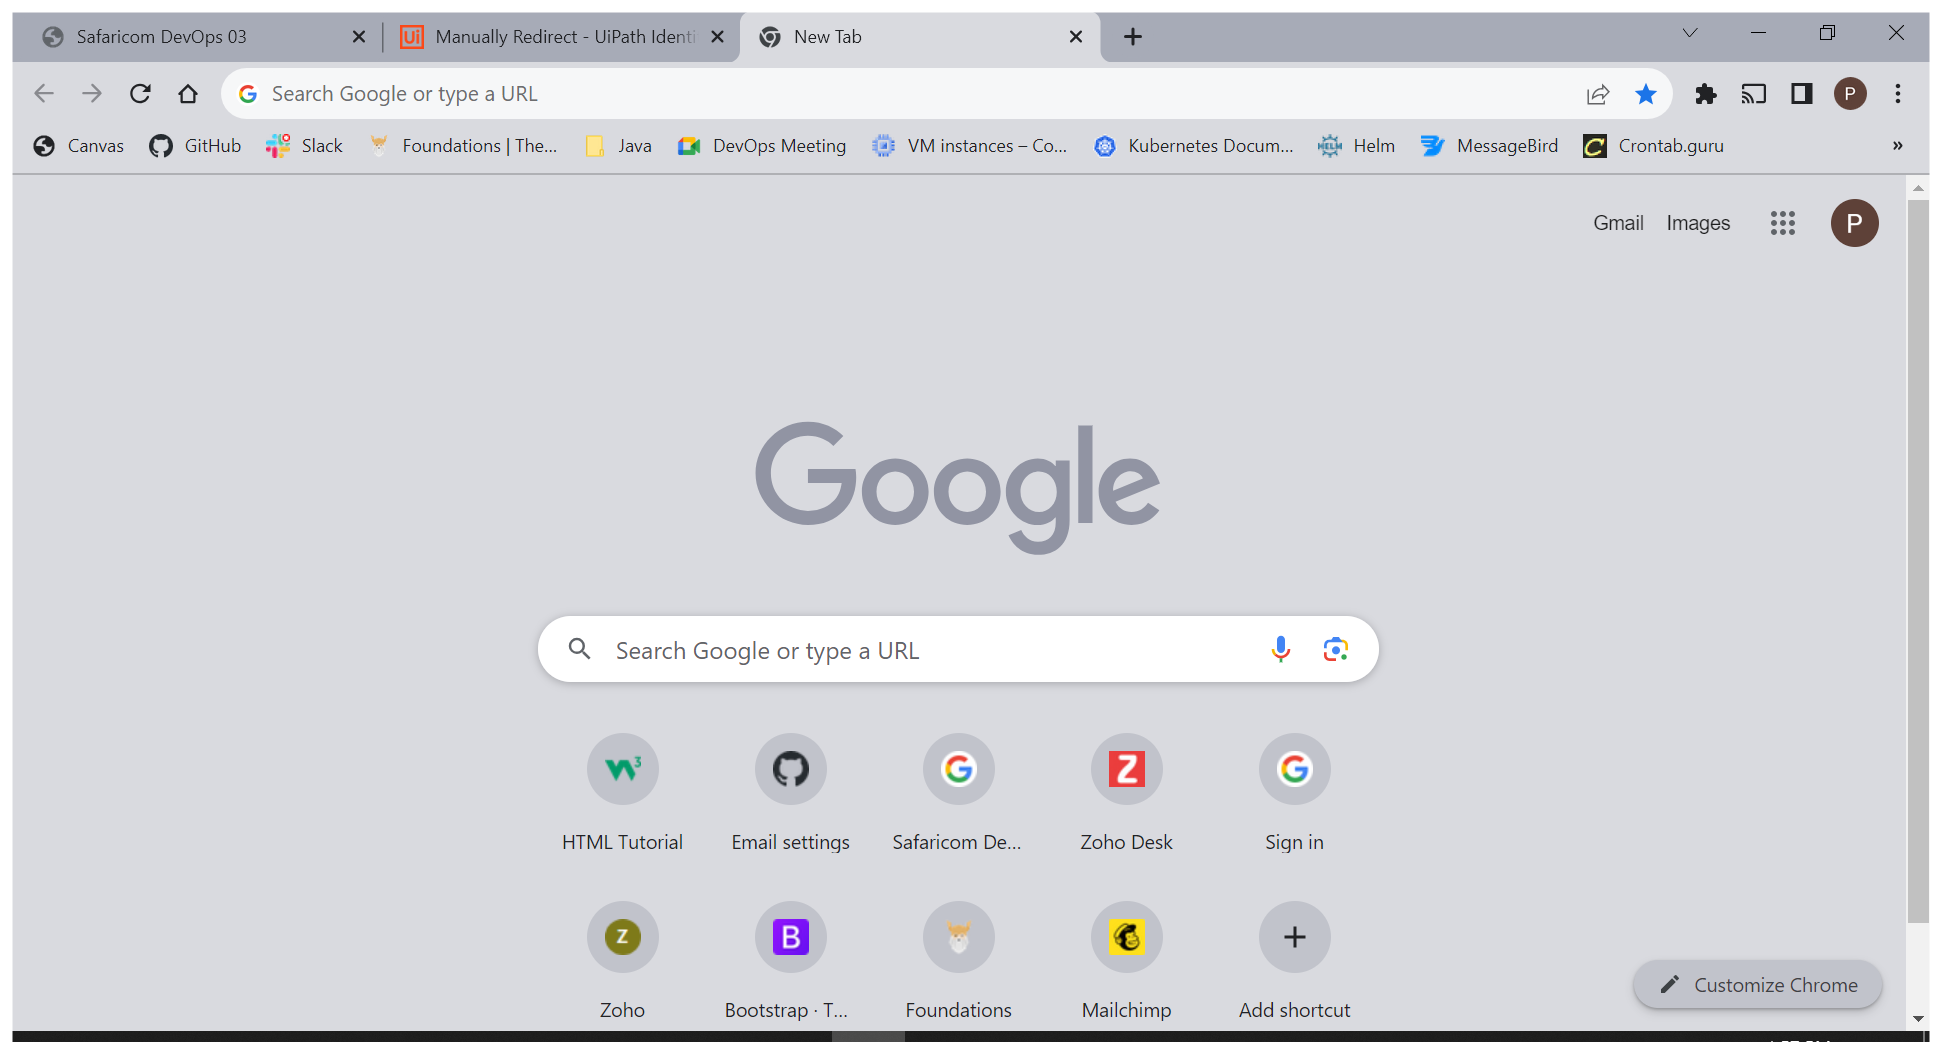 Safaricom DevOps 03
Ui Manually Redirect - UiPath Identi
New Tab
Search Google or type a URL
P
Canvas GitHub Slack Foundations | The... Java DevOps Meeting VM instances – Co... Kubernetes Docum... HELM Helm MessageBird C Crontab.guru »
Gmail Images P
Google
Search Google or type a URL
W3 Z
HTML Tutorial Email settings Safaricom De... Zoho Desk Sign in
Z B
Zoho Bootstrap · T... Foundations Mailchimp Add shortcut
Customize Chrome